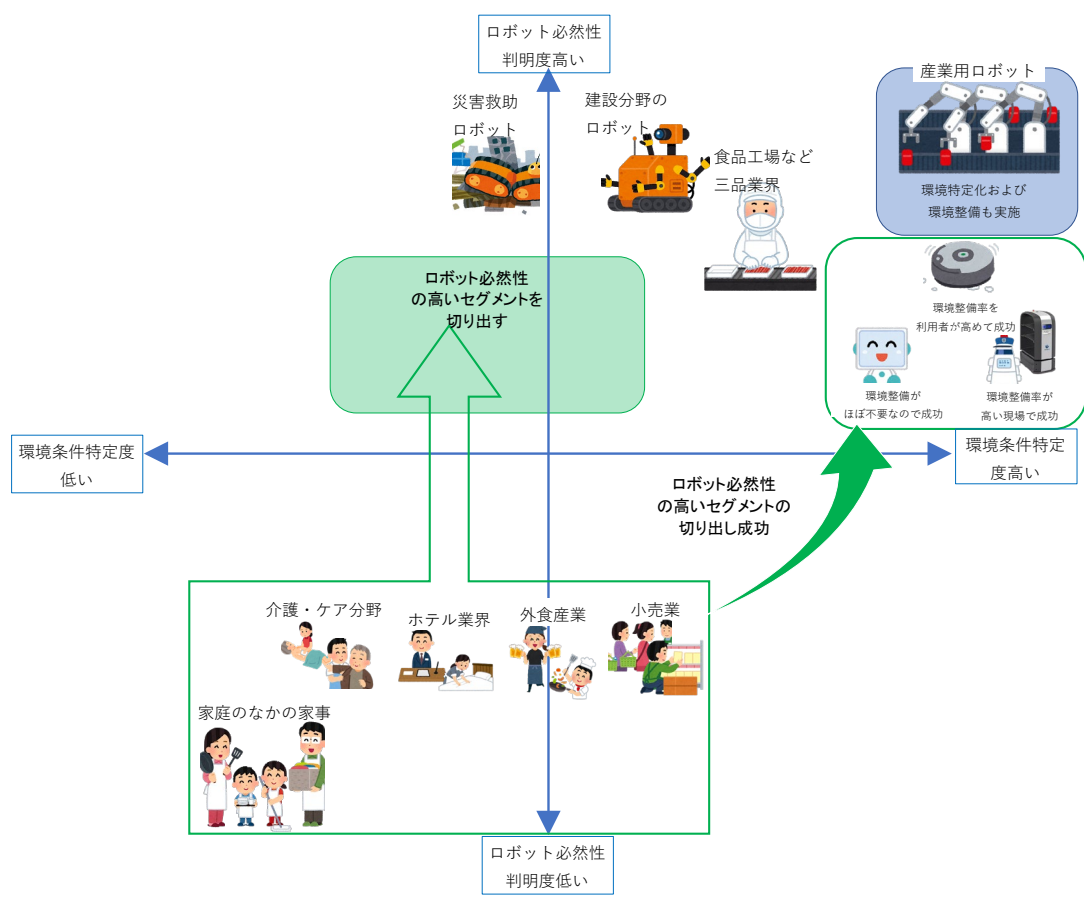 ロボット必然性
判明度高い
産業用ロボット
災害救助
ロボット
建設分野の
ロボット
食品工場など
三品業界
環境特定化および
環境整備も実施
ロボット必然性
の高いセグメントを
切り出す
環境整備率を
利用者が高めて成功
環境整備が
ほぼ不要なので成功
環境整備率が
高い現場で成功
環境条件特定度
低い
環境条件特定
度高い
ロボット必然性
の高いセグメントの
切り出し成功
介護・ケア分野
ホテル業界
外食産業
小売業
家庭のなかの家事
ロボット必然性
判明度低い